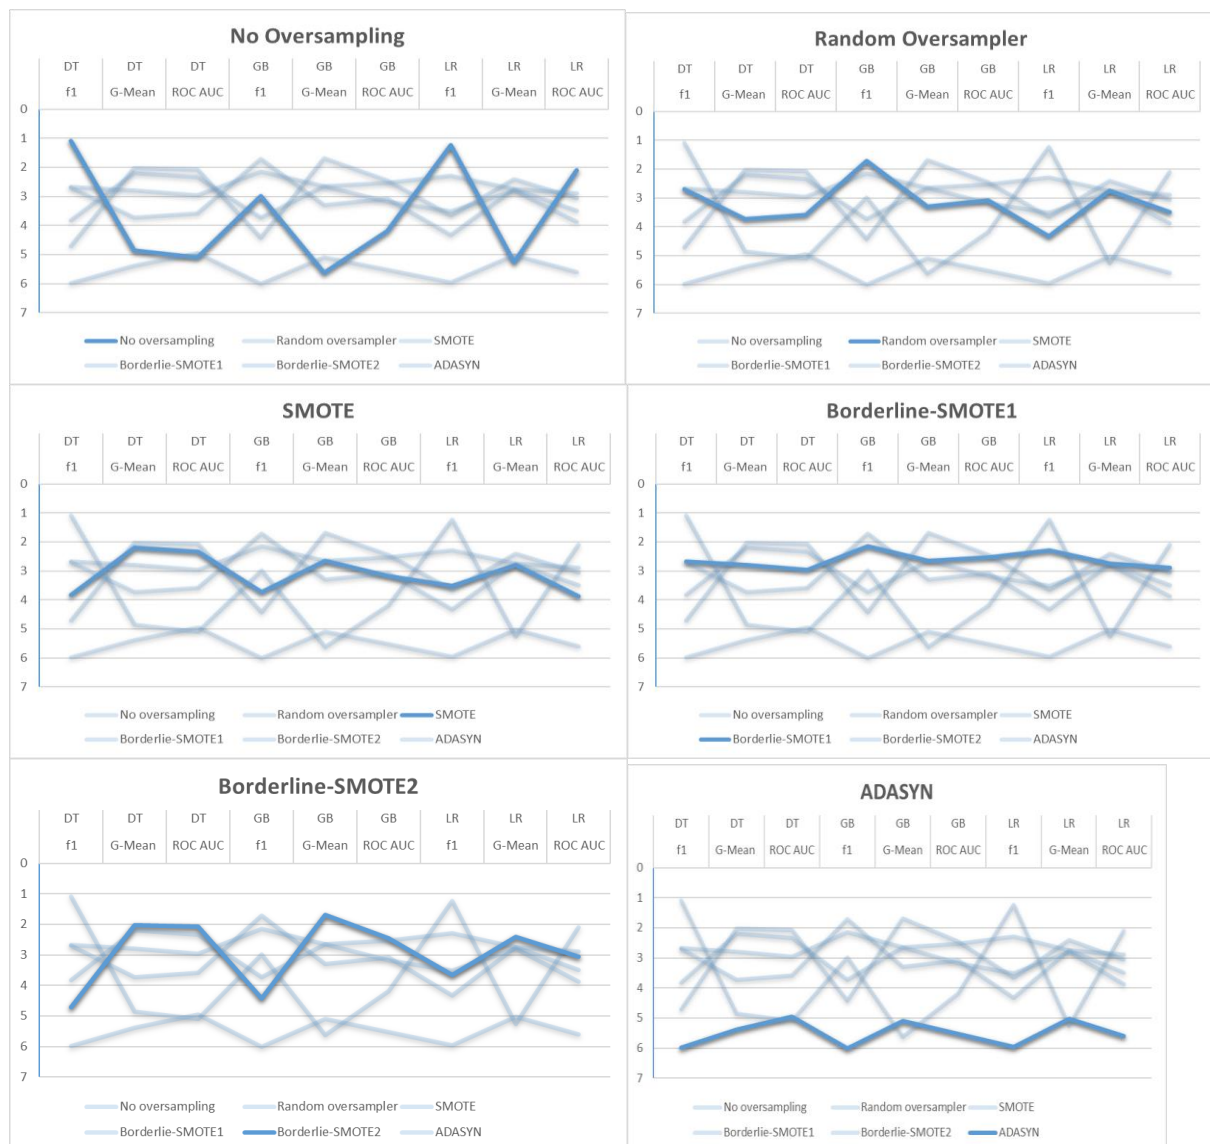 No Oversampling
DT DT DT GB GB GB LR LR LR
f1 G-Mean ROC AUC f1 G-Mean ROC AUC f1 G-Mean ROC AUC
0
1
2
3
4
5
6
7
No oversampling Random oversampler SMOTE
Borderlie-SMOTE1 Borderlie-SMOTE2 ADASYN
Random Oversampler
DT DT DT GB GB GB LR LR LR
f1 G-Mean ROC AUC f1 G-Mean ROC AUC f1 G-Mean ROC AUC
0
1
2
3
4
5
6
7
No oversampling Random oversampler SMOTE
Borderlie-SMOTE1 Borderlie-SMOTE2 ADASYN
SMOTE
DT DT DT GB GB GB LR LR LR
f1 G-Mean ROC AUC f1 G-Mean ROC AUC f1 G-Mean ROC AUC
0
1
2
3
4
5
6
7
No oversampling Random oversampler SMOTE
Borderlie-SMOTE1 Borderlie-SMOTE2 ADASYN
Borderline-SMOTE1
DT DT DT GB GB GB LR LR LR
f1 G-Mean ROC AUC f1 G-Mean ROC AUC f1 G-Mean ROC AUC
0
1
2
3
4
5
6
7
No oversampling Random oversampler SMOTE
Borderlie-SMOTE1 Borderlie-SMOTE2 ADASYN
Borderline-SMOTE2
DT DT DT GB GB GB LR LR LR
f1 G-Mean ROC AUC f1 G-Mean ROC AUC f1 G-Mean ROC AUC
0
1
2
3
4
5
6
7
No oversampling Random oversampler SMOTE
Borderlie-SMOTE1 Borderlie-SMOTE2 ADASYN
ADASYN
DT DT DT GB GB GB LR LR LR
f1 G-Mean ROC AUC f1 G-Mean ROC AUC f1 G-Mean ROC AUC
0
1
2
3
4
5
6
7
No oversampling Random oversampler SMOTE
Borderlie-SMOTE1 Borderlie-SMOTE2 ADASYN